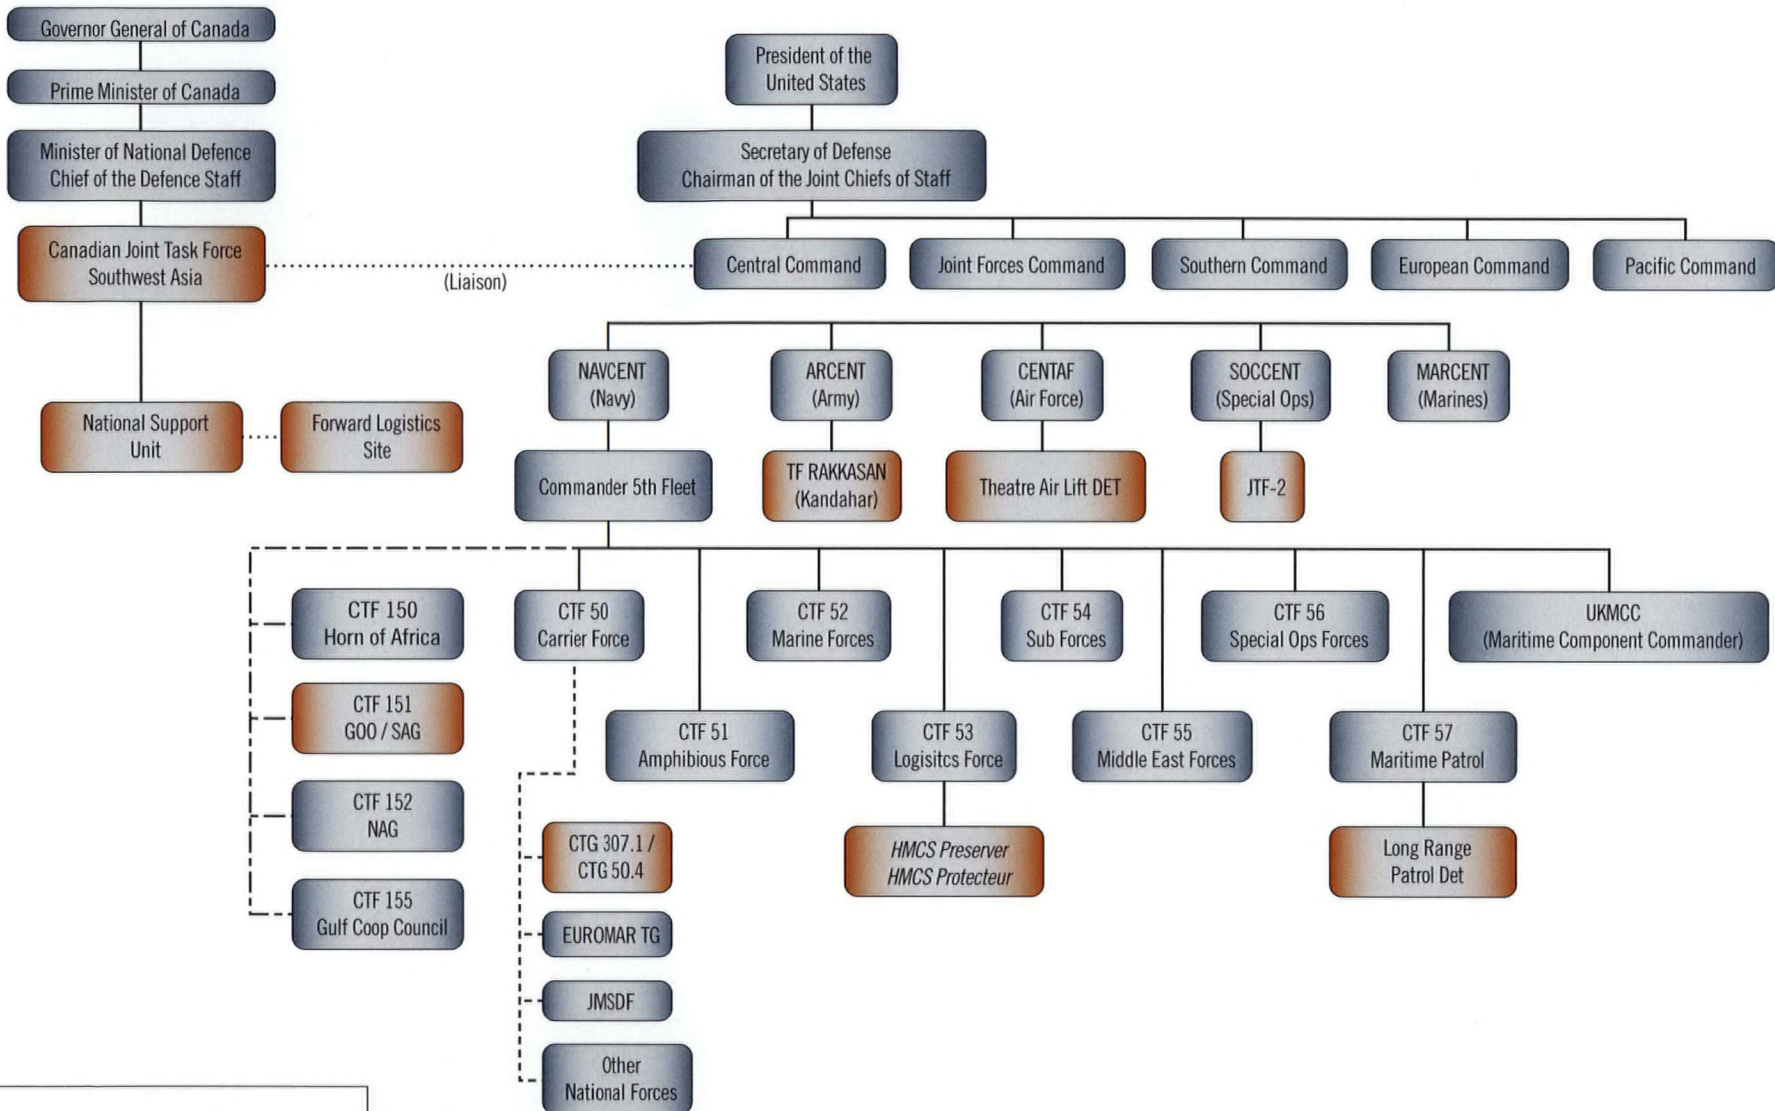 Governor General of Canada
Prime Minister of Canada
Minister of National Defence
Chief of the Defence Staff
Canadian Joint Task Force
Southwest Asia
(Liaison)
National Support
Unit
Forward Logistics
Site
President of the
United States
Secretary of Defense
Chairman of the Joint Chiefs of Staff
Central Command
Joint Forces Command
Southern Command
European Command
Pacific Command
NAVCENT
(Navy)
ARCENT
(Army)
CENTAF
(Air Force)
SOCCENT
(Special Ops)
MARCENT
(Marines)
Commander 5th Fleet
TF RAKKASAN
(Kandahar)
Theatre Air Lift DET
JTF-2
CTF 150
Horn of Africa
CTF 151
GOO / SAG
CTF 152
NAG
CTF 155
Gulf Coop Council
CTF 50
Carrier Force
CTF 52
Marine Forces
CTF 54
Sub Forces
CTF 56
Special Ops Forces
UKMCC
(Maritime Component Commander)
CTF 51
Amphibious Force
CTF 53
Logisitcs Force
CTF 55
Middle East Forces
CTF 57
Maritime Patrol
CTG 307.1 /
CTG 50.4
EUROMAR TG
JMSDF
Other
National Forces
HMCS Preserver
HMCS Protecteur
Long Range
Patrol Det